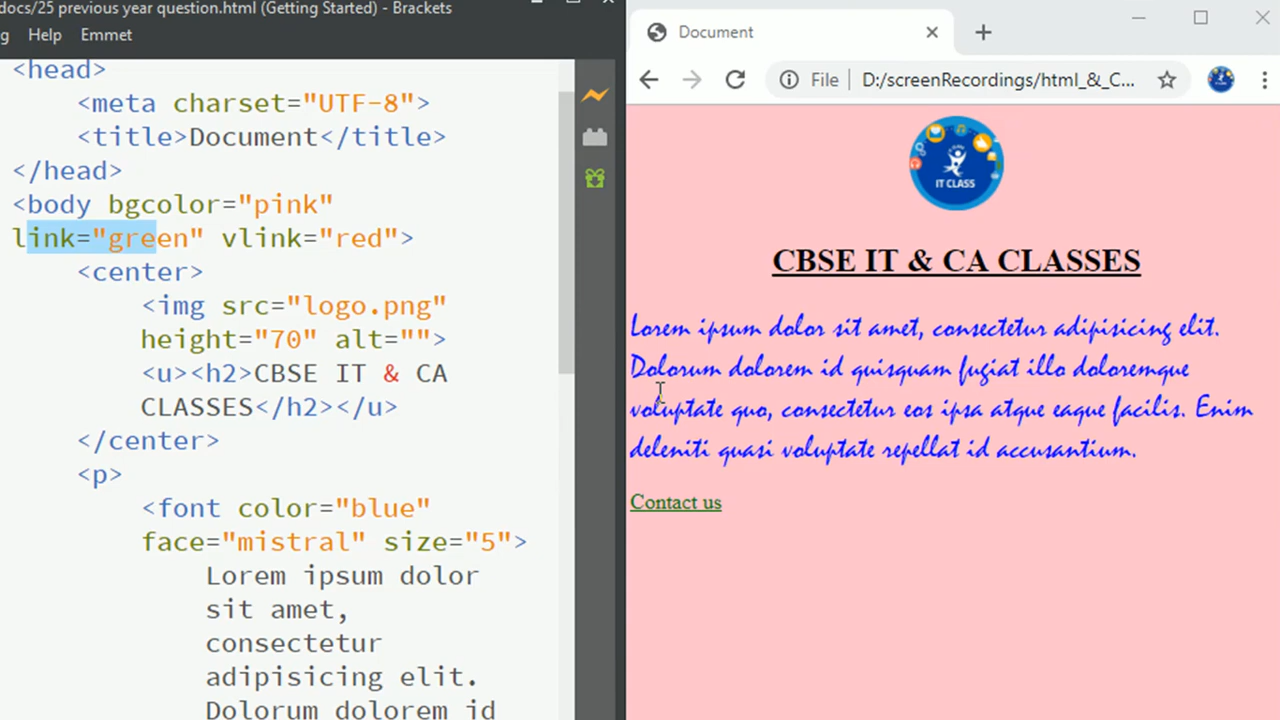 docs/25 previous year question.html (Getting Started) - Brackets
g Help Emmet
<head>
<meta charset="UTF-8">
<title>Document</title>
</head>
<body bgcolor="pink"
link="green" vlink="red">
<center>
<img src="logo.png"
height="70" alt="">
<u><h2>CBSE IT & CA
CLASSES</h2></u>
</center>
<p>
<font color="blue"
face="mistral" size="5">
Lorem ipsum dolor
sit amet,
consectetur
adipisicing elit.
Dolorum dolorem id
Document
File D:/screenRecordings/html_&_C...
IT CLASS
CBSE IT & CA CLASSES
Lorem ipsum dolor sit amet, consectetur adipisicing elit.
Dolorum dolorem id quisquam fugiat illo doloremque
voluptate quo, consectetur eos ipsa atque eaque facilis. Enim
deleniti quasi voluptate repellat id accusantium.
Contact us